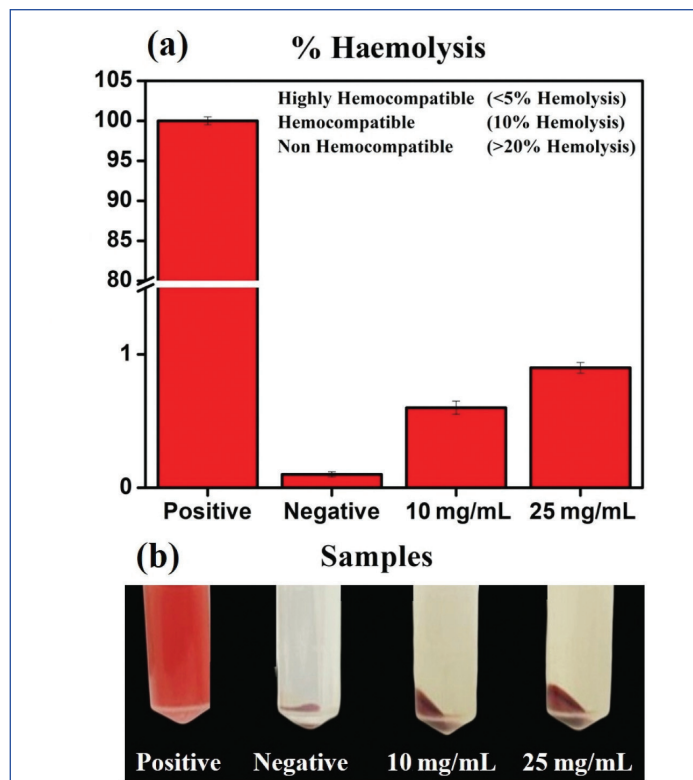 (a) % Haemolysis
Highly Hemocompatible (<5% Hemolysis)
Hemocompatible (10% Hemolysis)
Non Hemocompatible (>20% Hemolysis)
105
100
95
90
85
80
1
0
Positive Negative 10 mg/mL 25 mg/mL
(b) Samples
Positive Negative 10 mg/mL 25 mg/mL